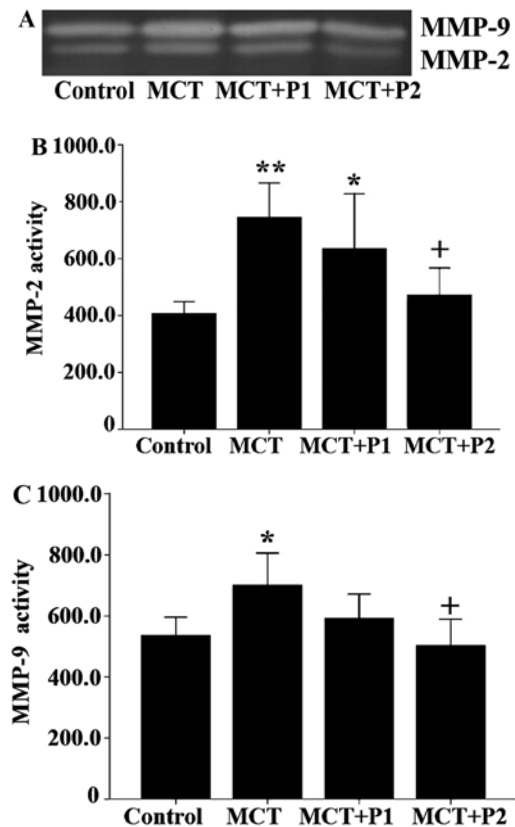 A
MMP-9
MMP-2
Control MCT MCT+P1 MCT+P2
B
MMP-2 activity
1000.0
800.0
600.0
400.0
200.0
0
**
*
+
Control MCT MCT+P1 MCT+P2
C
MMP-9 activity
1000.0
800.0
600.0
400.0
200.0
0
*
+
Control MCT MCT+P1 MCT+P2